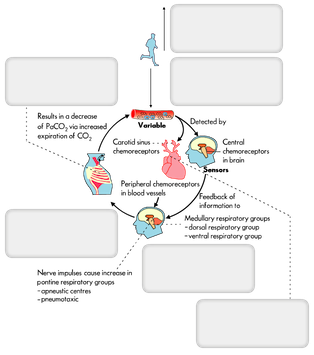 Results in a decrease
of PaCO2 via increased
expiration of CO2
Variable
Detected by
Carotid sinus
chemoreceptors
Central
chemoreceptors
in brain
Sensors
Peripheral chemoreceptors
in blood vessels
Feedback of
information to
Medullary respiratory groups
- dorsal respiratory group
- ventral respiratory group
Nerve impulses cause increase in
pontine respiratory groups
- apneustic centres
- pneumotaxic